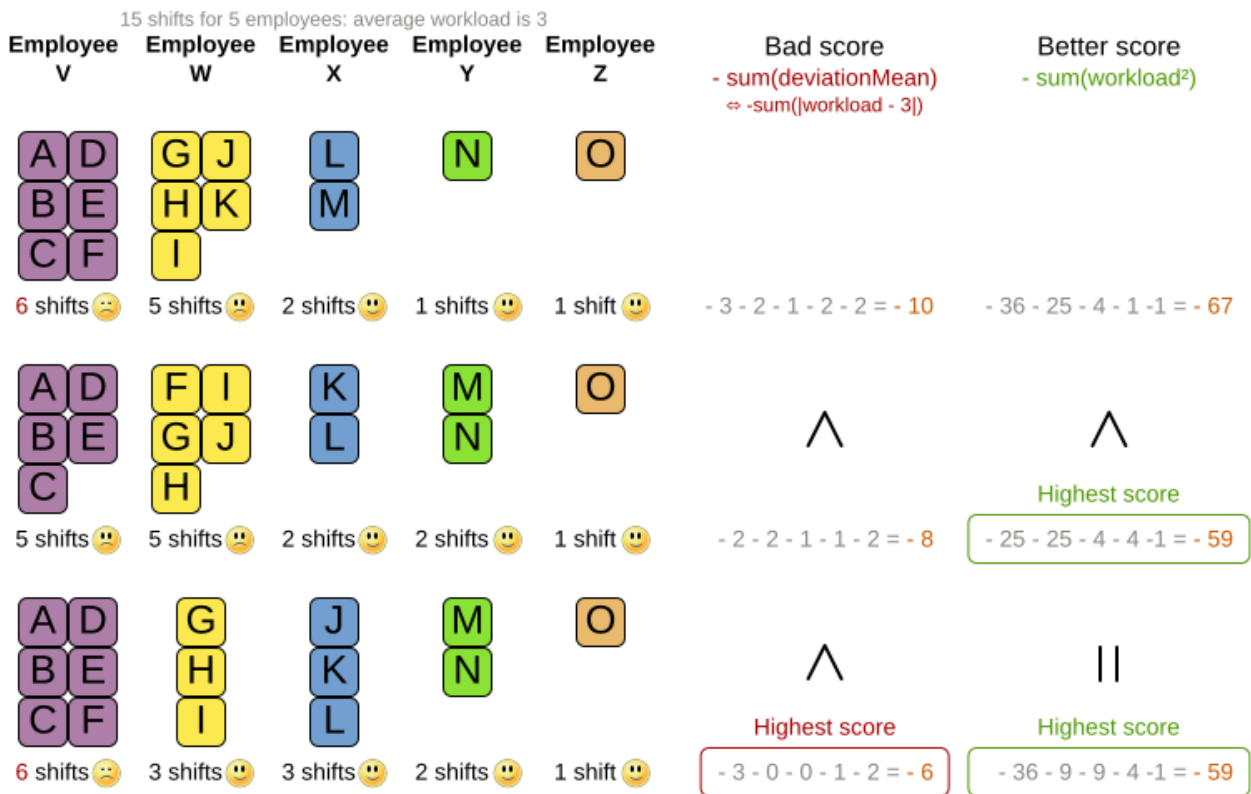 15 shifts for 5 employees: average workload is 3
Employee V Employee W Employee X Employee Y Employee Z Bad score Better score
- sum(deviationMean) - sum(workload²)
⇔ -sum(|workload - 3|)
A D G J L N O
B E H K M
C F I
6 shifts 5 shifts 2 shifts 1 shifts 1 shift - 3 - 2 - 1 - 2 - 2 = - 10 - 36 - 25 - 4 - 1 -1 = - 67
A D F I K M O
B E G J L N
C H
Highest score
5 shifts 5 shifts 2 shifts 2 shifts 1 shift - 2 - 2 - 1 - 1 - 2 = - 8 - 25 - 25 - 4 - 4 -1 = - 59
A D G J M O
B E H K N
C F I L
Highest score Highest score
6 shifts 3 shifts 3 shifts 2 shifts 1 shift - 3 - 0 - 0 - 1 - 2 = - 6 - 36 - 9 - 9 - 4 -1 = - 59